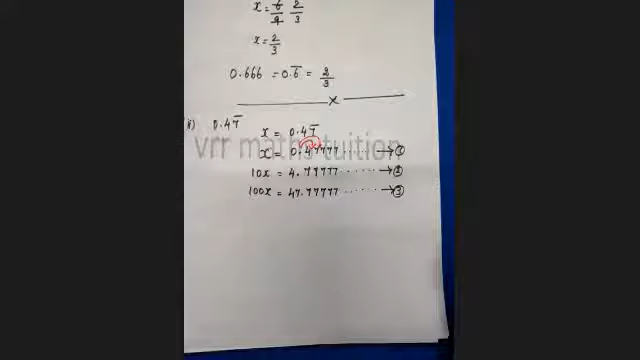 x = 6/9 2/3
x = 2/3
0.666 = 0.6̅ = 2/3
x
(ii) 0.47̅
x = 0.47̅
vrr maths tuition
x = 0.47777...... → ①
10x = 4.77777...... → ②
100x = 47.77777...... → ③